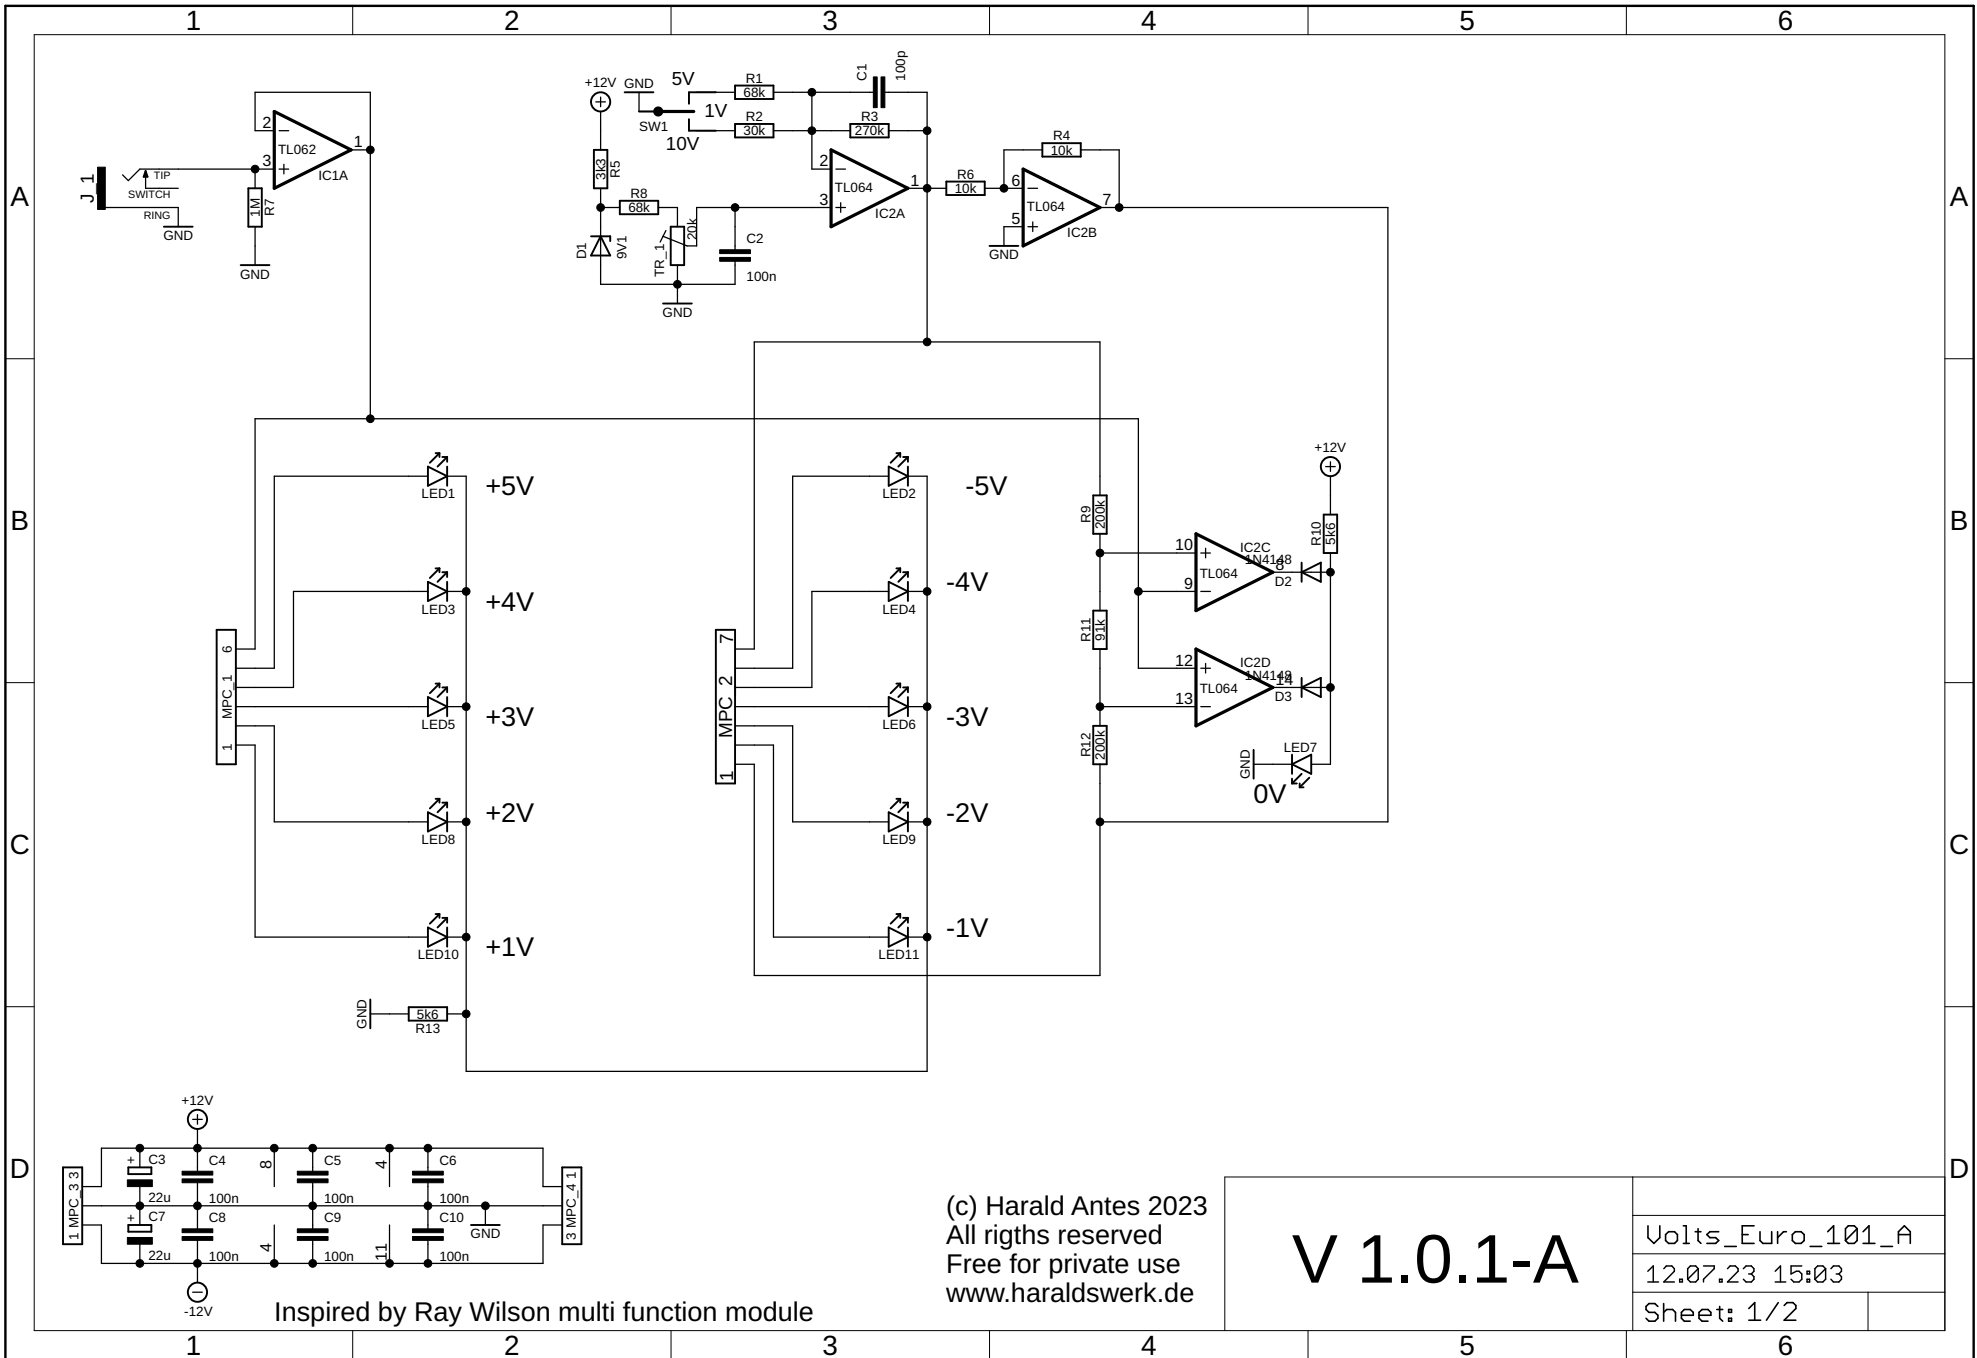 1 2 3 4 5 6
A
B
C
D
A
B
C
D
1 2 3 4 5 6
J_1
TIP
SWITCH
RING
GND
1M
R7
GND
2
3
1
TL062
IC1A
+12V
GND
5V
1V
SW1
10V
R1
68k
R2
30k
C1
100p
R3
270k
3k3
R5
R8
68k
D1
9V1
TR_1
20k
C2
100n
GND
2
3
1
TL064
IC2A
R6
10k
R4
10k
6
5
7
TL064
IC2B
GND
6
MPC_1
1
LED1
+5V
LED3
+4V
LED5
+3V
LED8
+2V
LED10
+1V
GND
5k6
R13
7
MPC_2
1
LED2
-5V
LED4
-4V
LED6
-3V
LED9
-2V
LED11
-1V
R9
200k
R11
91k
R12
200k
10
9
8
TL064
IC2C
1N4148
D2
12
13
14
TL064
IC2D
1N4148
D3
+12V
R10
5k6
LED7
GND
0V
+12V
1 MPC_3 3
C3
22u
C4
100n
8
C5
100n
4
C6
100n
C7
22u
C8
100n
4
C9
100n
11
C10
100n
GND
3 MPC_4 1
-12V
Inspired by Ray Wilson multi function module
(c) Harald Antes 2023
All rigths reserved
Free for private use
www.haraldswerk.de
V 1.0.1-A
Volts_Euro_101_A
12.07.23 15:03
Sheet: 1/2